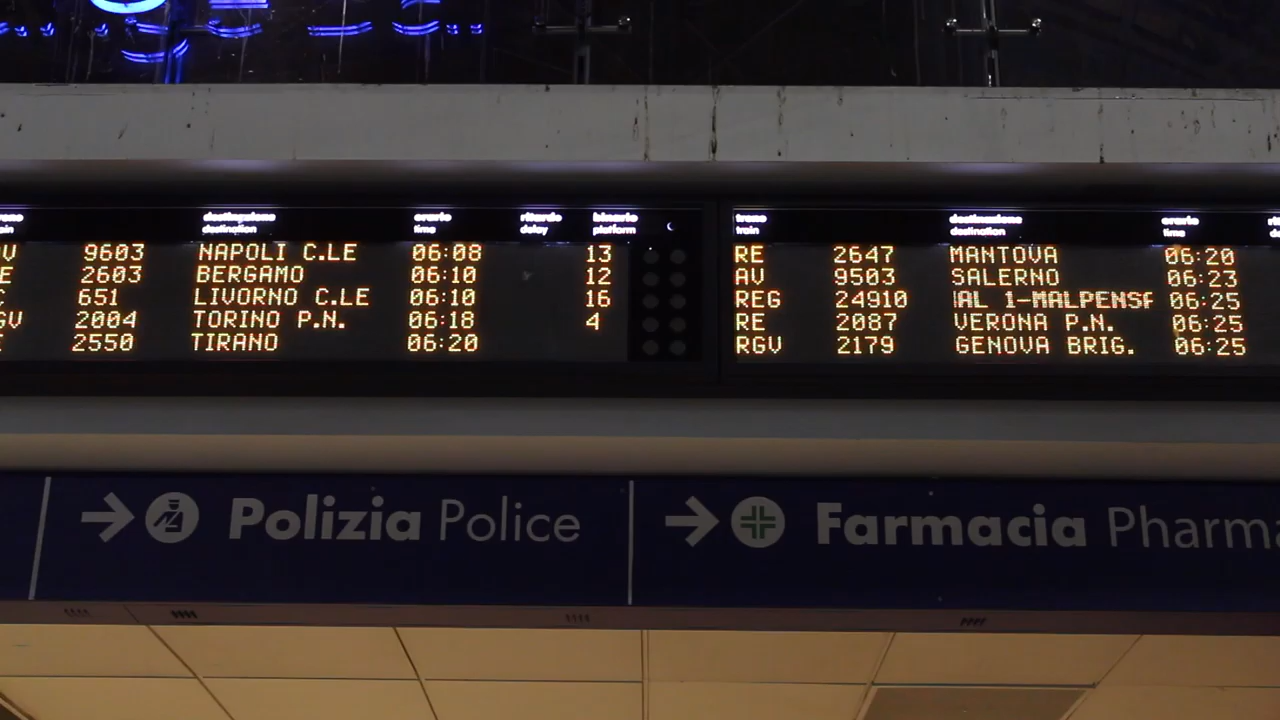 treno destinazione orario ritardo binario
train destination time delay platform
9603 NAPOLI C.LE 06:08 13
2603 BERGAMO 06:10 12
651 LIVORNO C.LE 06:10 16
GV 2004 TORINO P.N. 06:18 4
2550 TIRANO 06:20
treno destinazione orario
train destination time
RE 2647 MANTOVA 06:20
AV 9503 SALERNO 06:23
REG 24910 AL 1-MALPENS 06:25
RE 2087 VERONA P.N. 06:25
RGV 2179 GENOVA BRIG. 06:25
Polizia Police
Farmacia Pharma